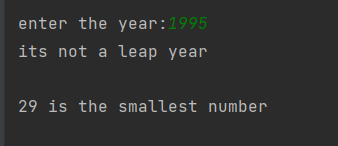 enter the year:1995
its not a leap year
29 is the smallest number